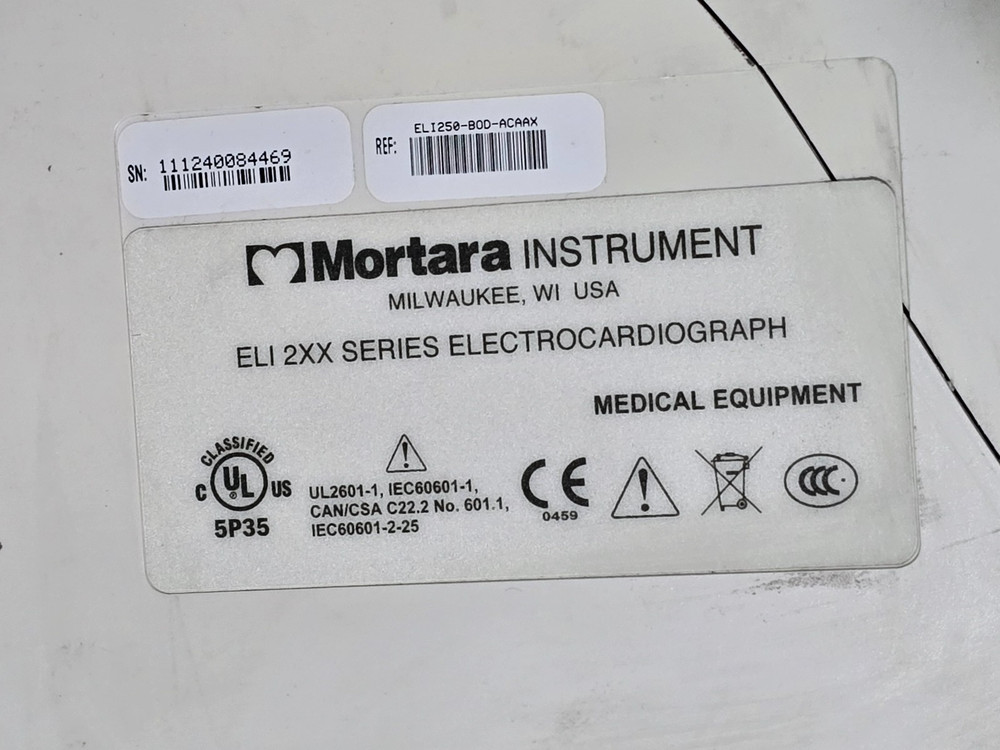 SN: 111240084469
REF: ELI250-BOD-ACAAX
Mortara INSTRUMENT
MILWAUKEE, WI USA
ELI 2XX SERIES ELECTROCARDIOGRAPH
MEDICAL EQUIPMENT
CLASSIFIED
C UL US
®
5P35
UL2601-1, IEC60601-1,
CAN/CSA C22.2 No. 601.1,
IEC60601-2-25
CE
0459
CCC